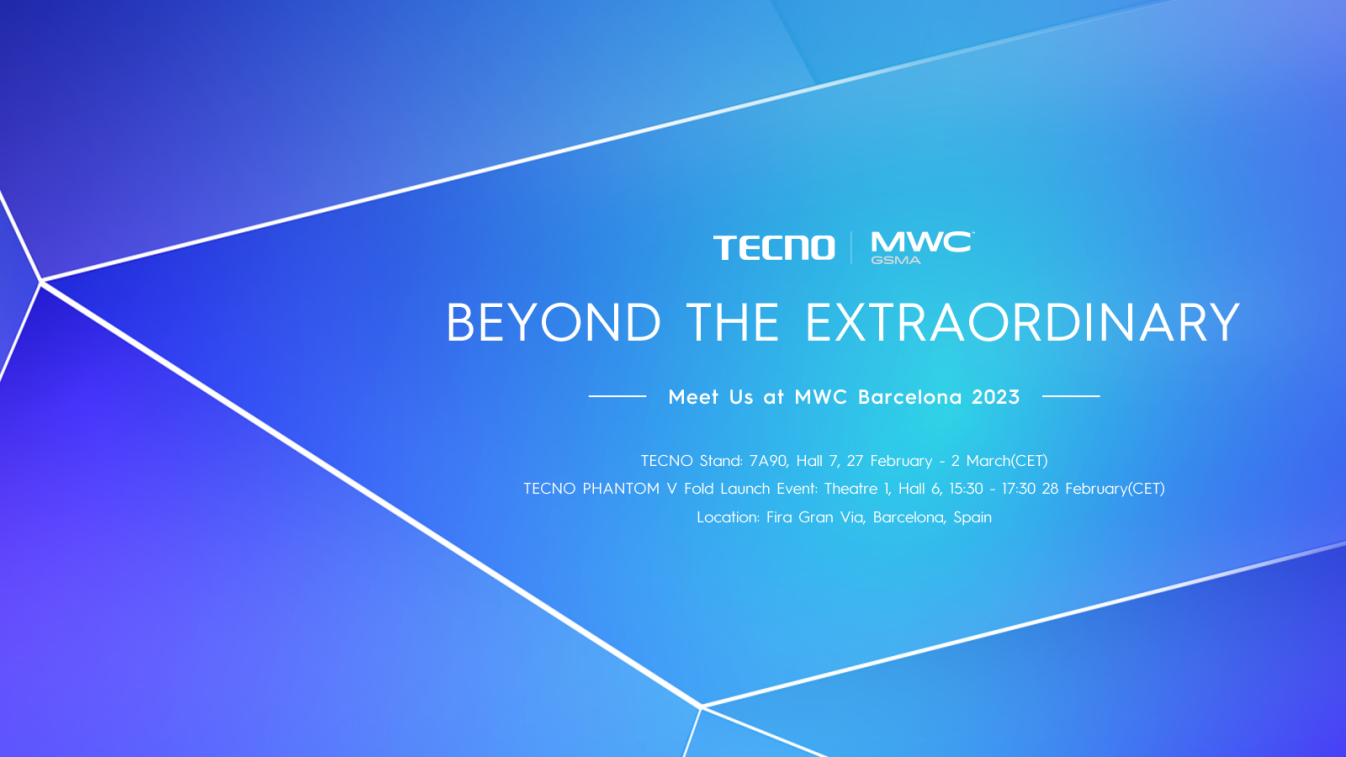 TECNO | MWC™
GSMA
BEYOND THE EXTRAORDINARY
Meet Us at MWC Barcelona 2023
TECNO Stand: 7A90, Hall 7, 27 February - 2 March(CET)
TECNO PHANTOM V Fold Launch Event: Theatre 1, Hall 6, 15:30 - 17:30 28 February(CET)
Location: Fira Gran Via, Barcelona, Spain